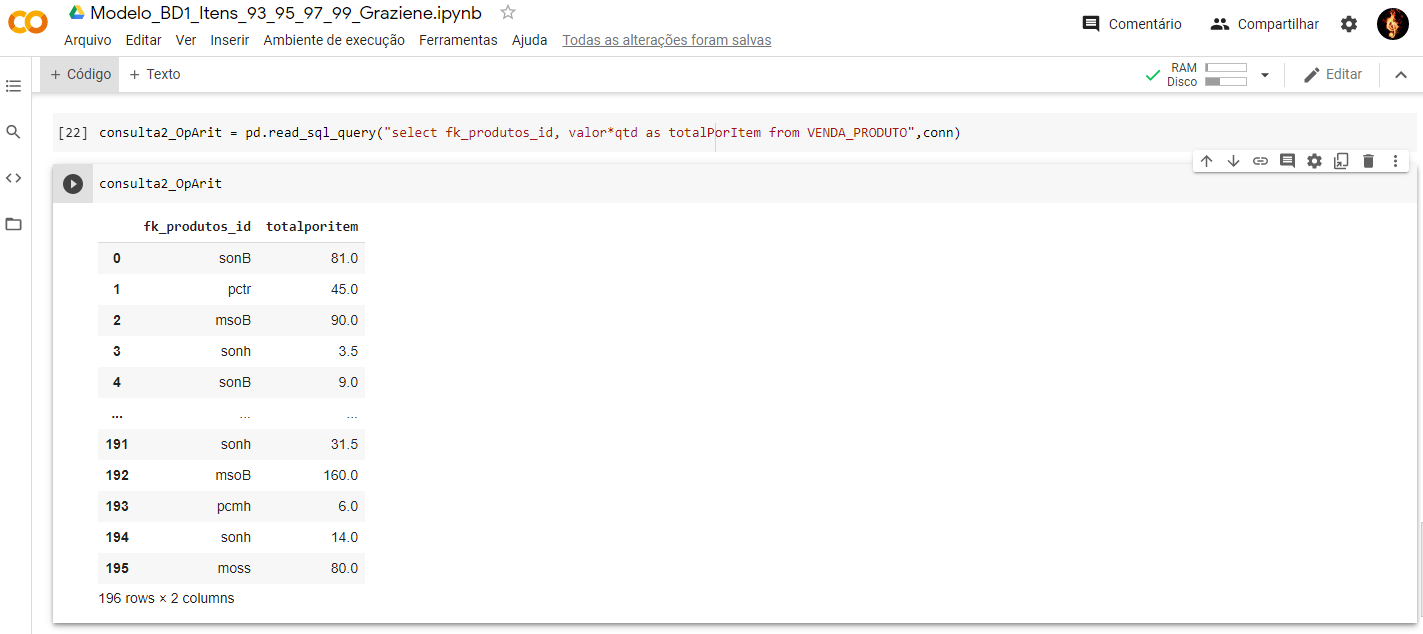 Modelo_BD1_Itens_93_95_97_99_Graziene.ipynb
Comentário Compartilhar
Arquivo Editar Ver Inserir Ambiente de execução Ferramentas Ajuda Todas as alterações foram salvas
+ Código + Texto
RAM
Disco
Editar
[22] consulta2_OpArit = pd.read_sql_query("select fk_produtos_id, valor*qtd as totalPorItem from VENDA_PRODUTO",conn)
consulta2_OpArit
fk_produtos_id totalporitem
0 sonB 81.0
1 pctr 45.0
2 msoB 90.0
3 sonh 3.5
4 sonB 9.0
... ... ...
191 sonh 31.5
192 msoB 160.0
193 pcmh 6.0
194 sonh 14.0
195 moss 80.0
196 rows × 2 columns